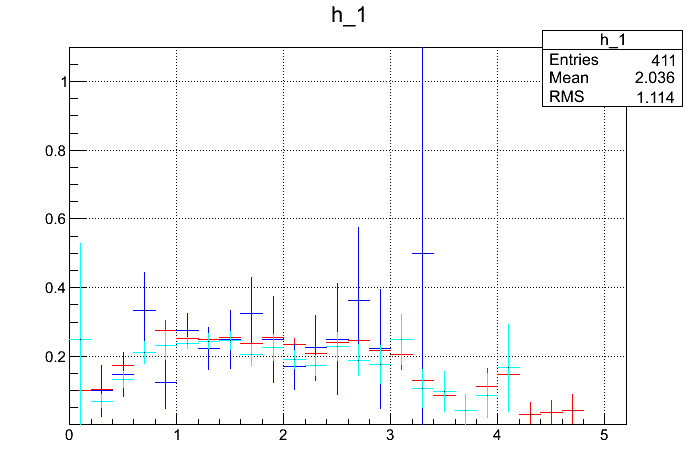 h_1
h_1
Entries 411
Mean 2.036
RMS 1.114
1
0.8
0.6
0.4
0.2
0 1 2 3 4 5